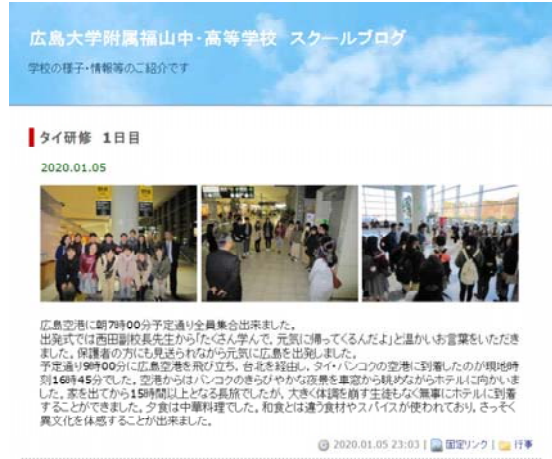 広島大学附属福山中・高等学校 スクールブログ
学校の様子・情報等のご紹介です
タイ研修 1日目
2020.01.05
広島空港に朝7時00分予定通り全員集合出来ました。
出発式では西田副校長先生から「たくさん学んで、元気に帰ってくるんだよ」と温かいお言葉をいただき
ました。保護者の方にも見送られながら元気に広島を出発しました。
予定通り9時00分に広島空港を飛び立ち、台北を経由し、タイ・バンコクの空港に到着したのが現地時
刻16時45分でした。空港からはバンコクのきらびやかな夜景を車窓から眺めながらホテルに向かいま
した。家を出てから15時間以上となる長旅でしたが、大きく体調を崩す生徒もなく無事にホテルに到着
することができました。夕食は中華料理でした。和食とは違う食材やスパイスが使われており、さっそく
異文化を体感することが出来ました。
2020.01.05 23:03 | 固定リンク | 行事